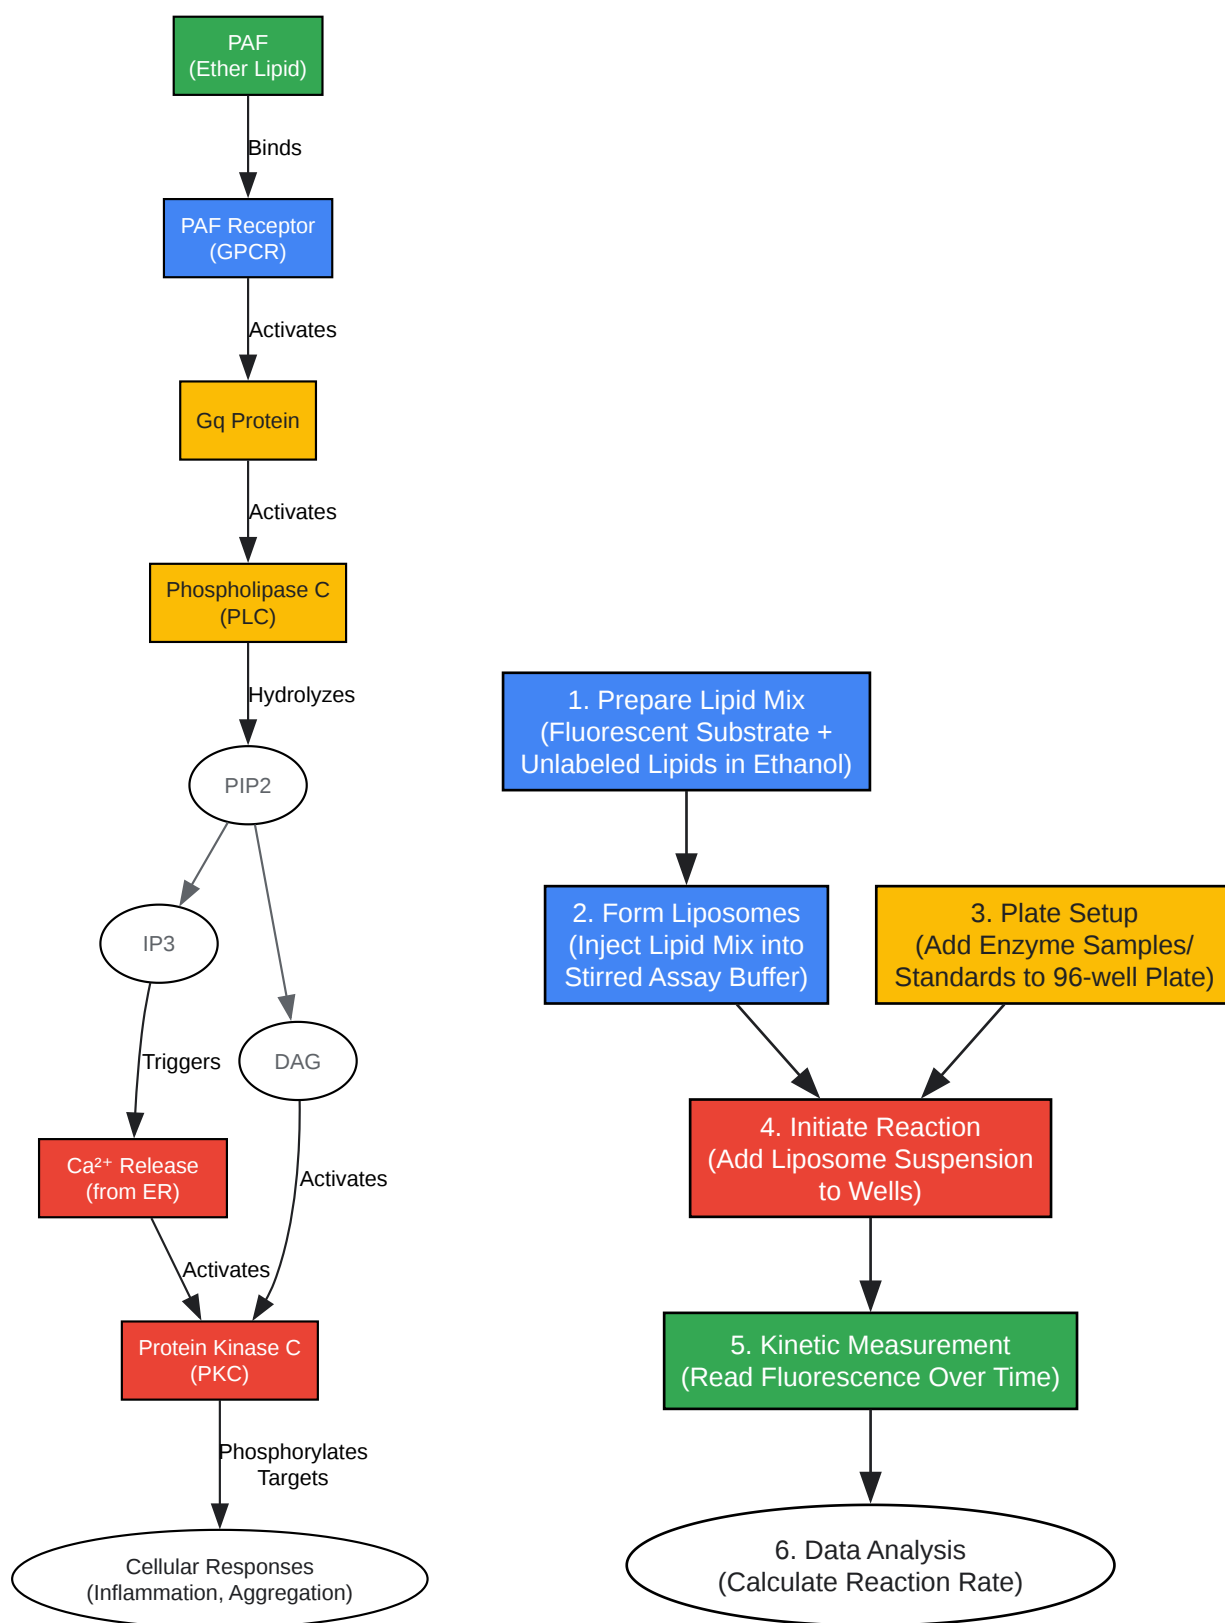 PAF
(Ether Lipid)
Binds
PAF Receptor
(GPCR)
Activates
Gq Protein
Activates
Phospholipase C
(PLC)
Hydrolyzes
PIP2
IP3
DAG
Triggers
Ca²⁺ Release
(from ER)
Activates
Activates
Protein Kinase C
(PKC)
Phosphorylates
Targets
Cellular Responses
(Inflammation, Aggregation)
1. Prepare Lipid Mix
(Fluorescent Substrate +
Unlabeled Lipids in Ethanol)
2. Form Liposomes
(Inject Lipid Mix into
Stirred Assay Buffer)
3. Plate Setup
(Add Enzyme Samples/
Standards to 96-well Plate)
4. Initiate Reaction
(Add Liposome Suspension
to Wells)
5. Kinetic Measurement
(Read Fluorescence Over Time)
6. Data Analysis
(Calculate Reaction Rate)